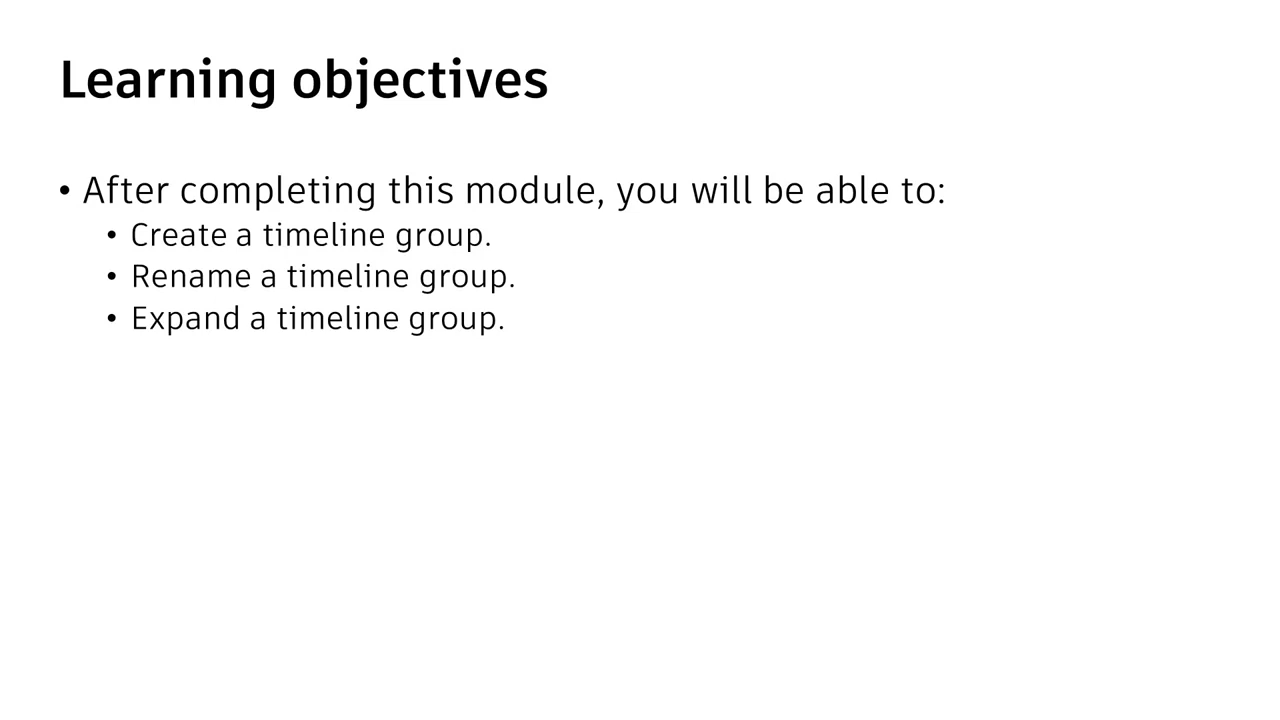 Learning objectives
• After completing this module, you will be able to:
• Create a timeline group.
• Rename a timeline group.
• Expand a timeline group.